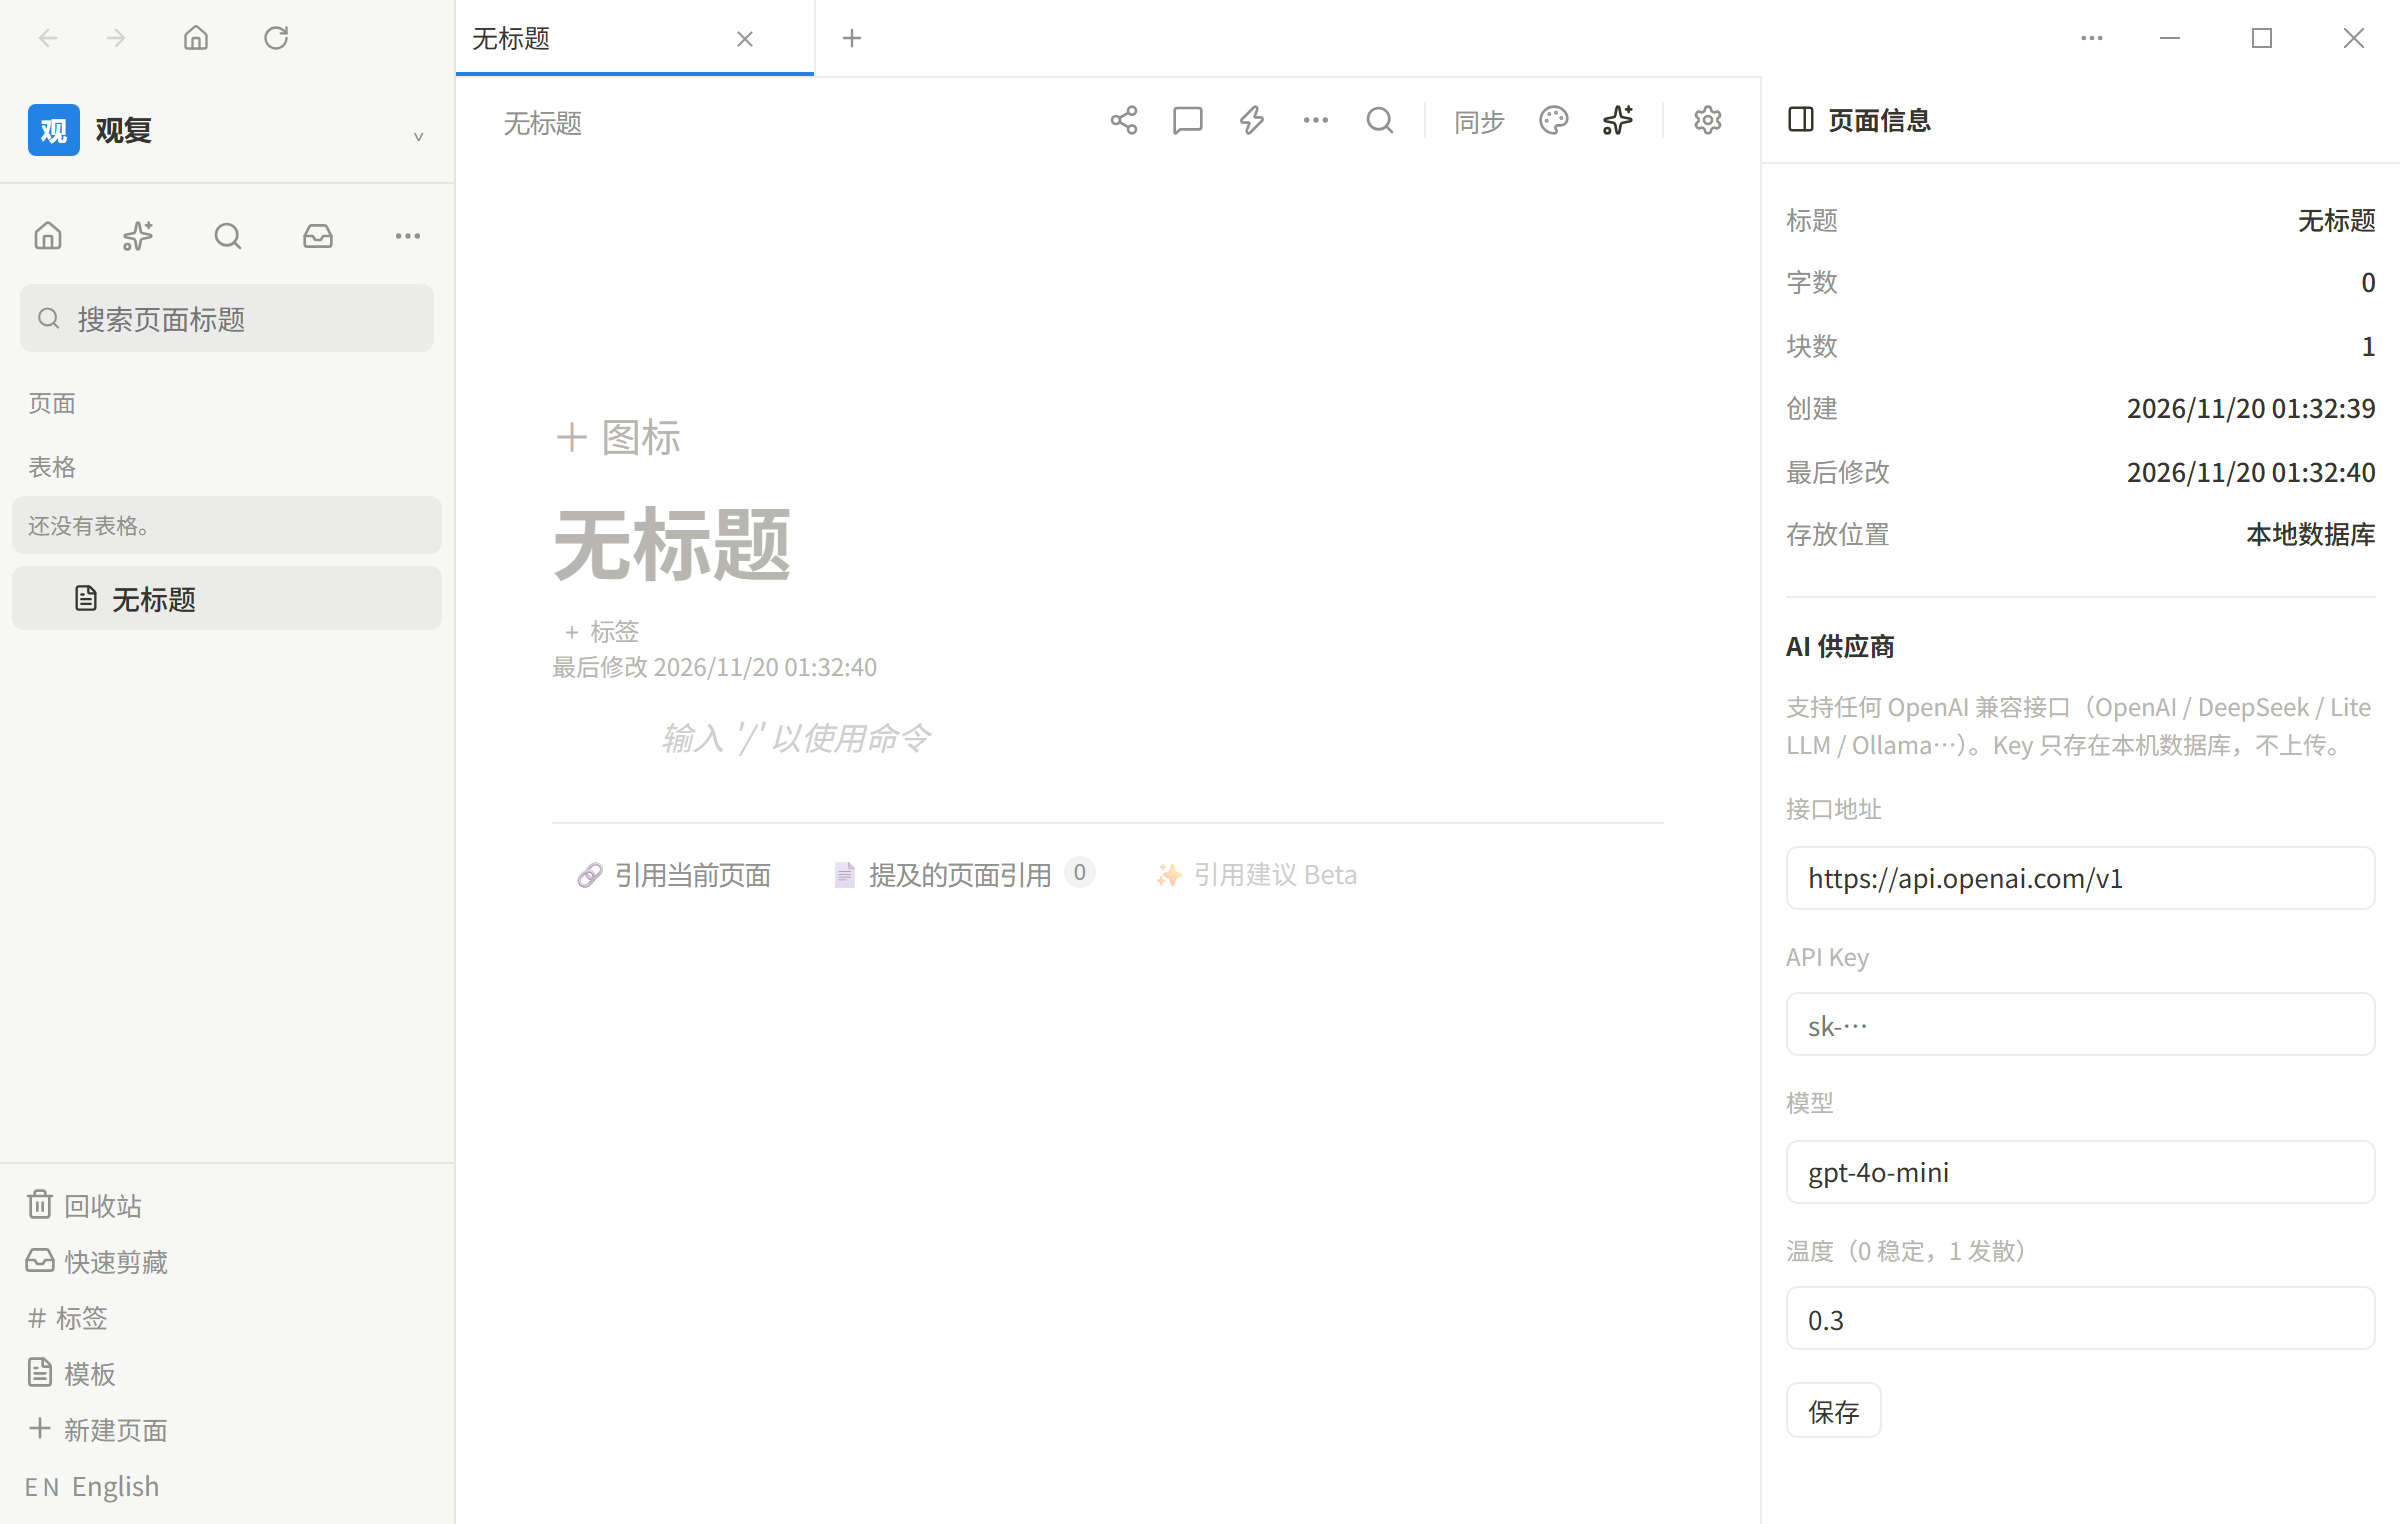 无标题
观 观复
搜索页面标题
页面
表格
还没有表格。
无标题
回收站
快速剪藏
# 标签
模板
新建页面
EN English
无标题
同步
+ 图标
无标题
+ 标签
最后修改 2026/11/20 01:32:40
输入 '/' 以使用命令
引用当前页面
提及的页面引用 0
引用建议 Beta
页面信息
标题 无标题
字数 0
块数 1
创建 2026/11/20 01:32:39
最后修改 2026/11/20 01:32:40
存放位置 本地数据库
AI 供应商
支持任何 OpenAI 兼容接口（OpenAI / DeepSeek / Lite
LLM / Ollama…）。Key 只存在本机数据库，不上传。
接口地址
https://api.openai.com/v1
API Key
sk-…
模型
gpt-4o-mini
温度（0 稳定，1 发散）
0.3
保存